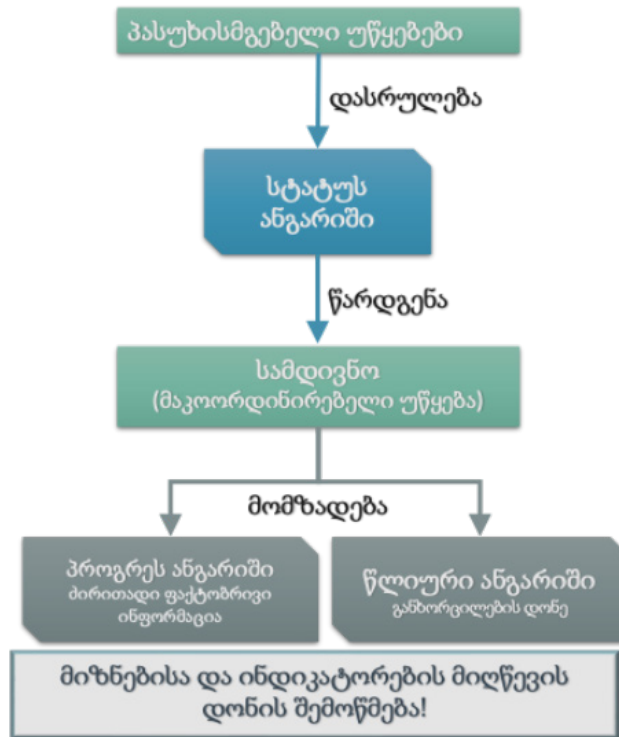 პასუხისმგებელი უწყებები
დასრულება
სტატუს
ანგარიში
წარდგენა
სამდივნო
(მაკოორდინირებელი უწყება)
მომზადება
პროგრეს ანგარიში
ძირითადი ფაქტობრივი
ინფორმაცია
წლიური ანგარიში
განხორცილების დონე
მიზნებისა და ინდიკატორების მიღწევის
დონის შემოწმება!